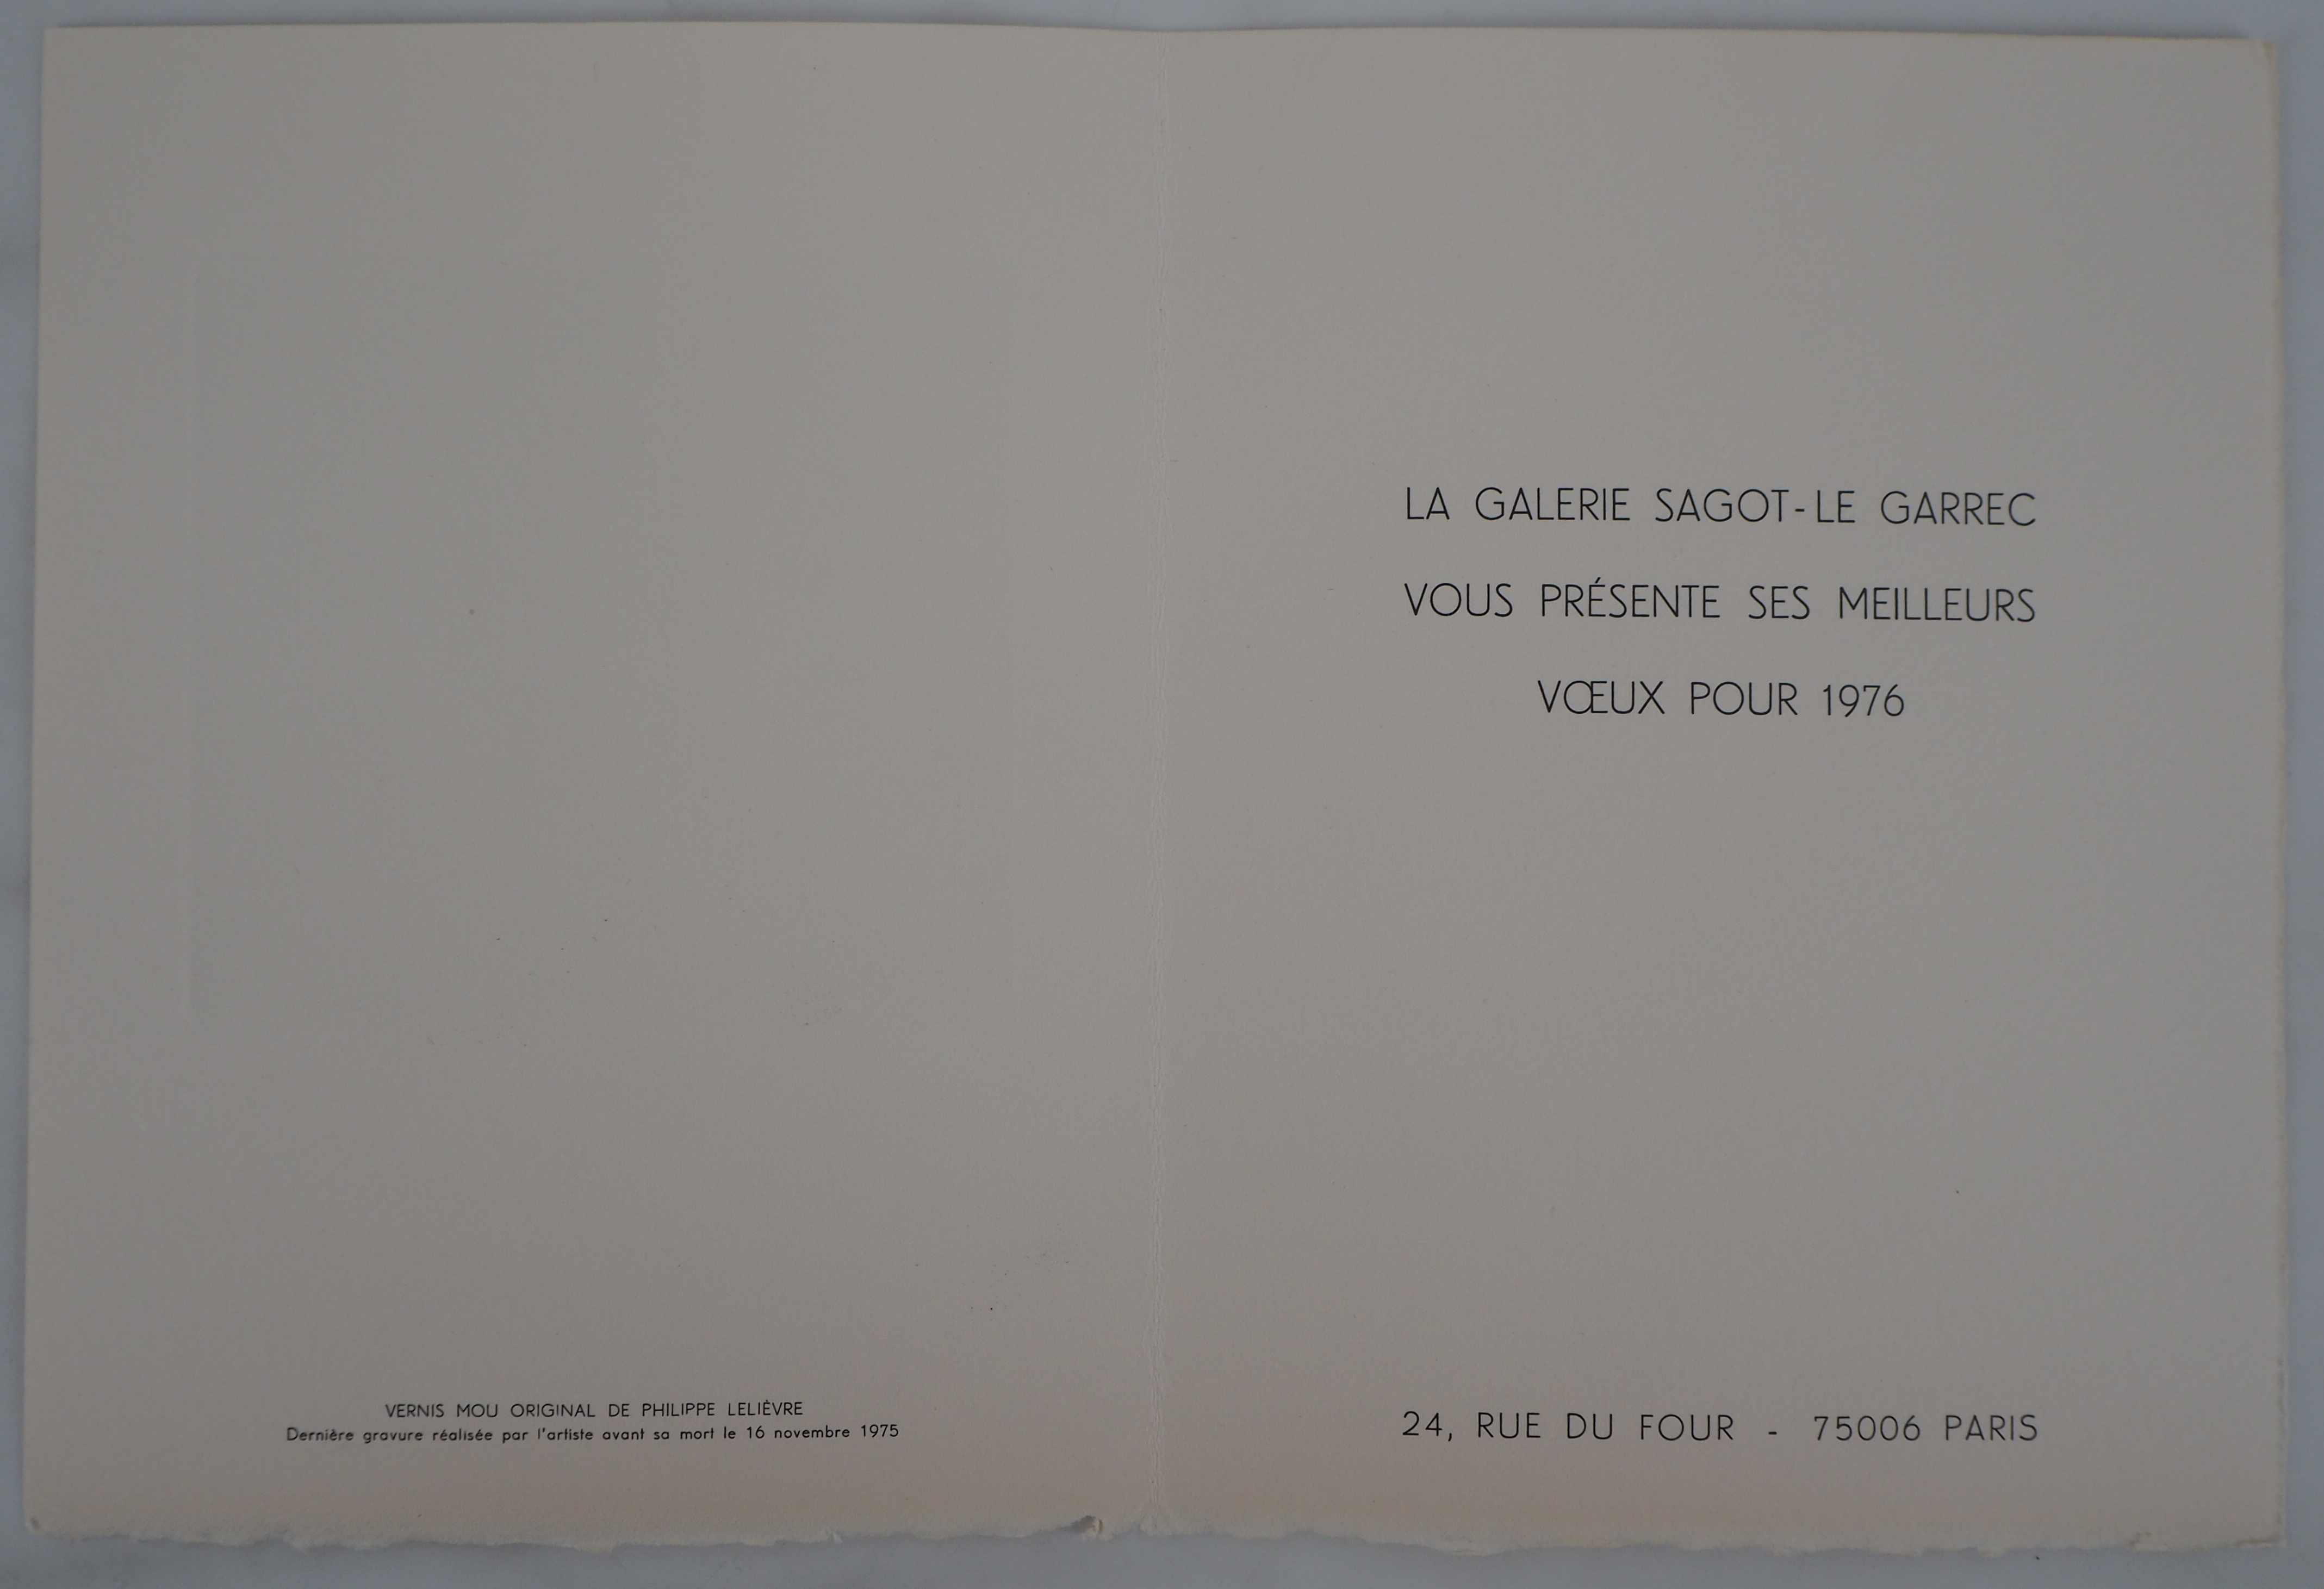 VERNIS MOU ORIGINAL DE PHILIPPE LELIÈVRE
Dernière gravure réalisée par l'artiste avant sa mort le 16 novembre 1975
LA GALERIE SAGOT-LE GARREC
VOUS PRÉSENTE SES MEILLEURS
VŒUX POUR 1976
24, RUE DU FOUR - 75006 PARIS